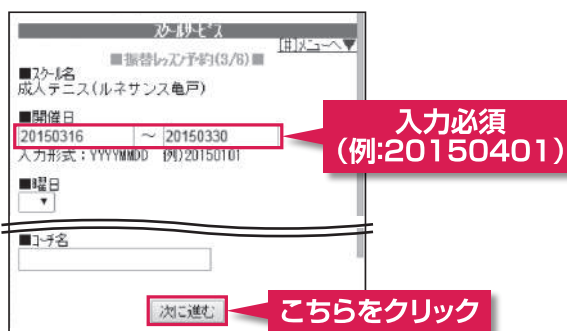 スクールサービス
[#]メニューへ▼
■振替レッスン予約(3/6)■
■スクール名
成人テニス(ルネサンス亀戸)
■開催日
20150316 ～ 20150330
入力形式：YYYYMMDD 例)20150101
入力必須
(例:20150401)
■曜日
▼
■コーチ名
次に進む
こちらをクリック